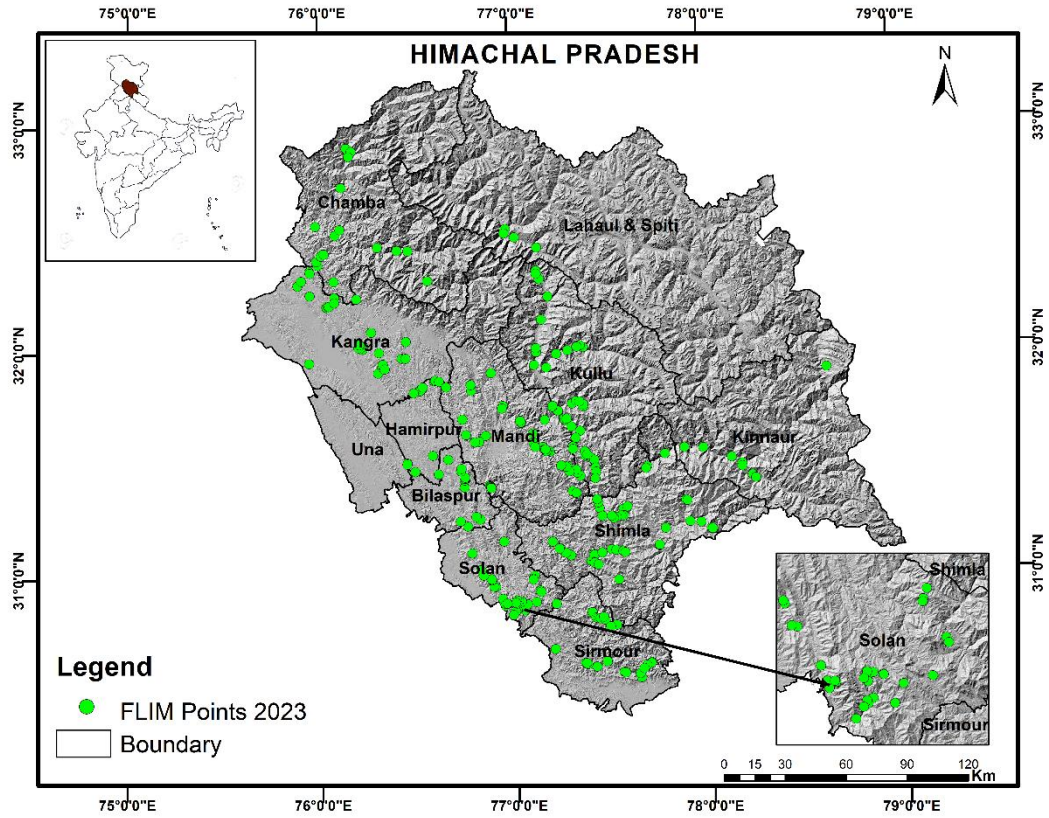 75°0'0"E 76°0'0"E 77°0'0"E 78°0'0"E 79°0'0"E
HIMACHAL PRADESH
N
33°0'0"N 33°0'0"N
Chamba
Lahaul & Spiti
32°0'0"N 32°0'0"N
Kangra
Kullu
Hamirpur
Mandi
Kinnaur
Una
Bilaspur
Shimla
31°0'0"N 31°0'0"N
Solan
Sirmour
Shimla
Solan
Sirmour
Legend
FLIM Points 2023
Boundary
0 15 30 60 90 120
Km
75°0'0"E 76°0'0"E 77°0'0"E 78°0'0"E 79°0'0"E